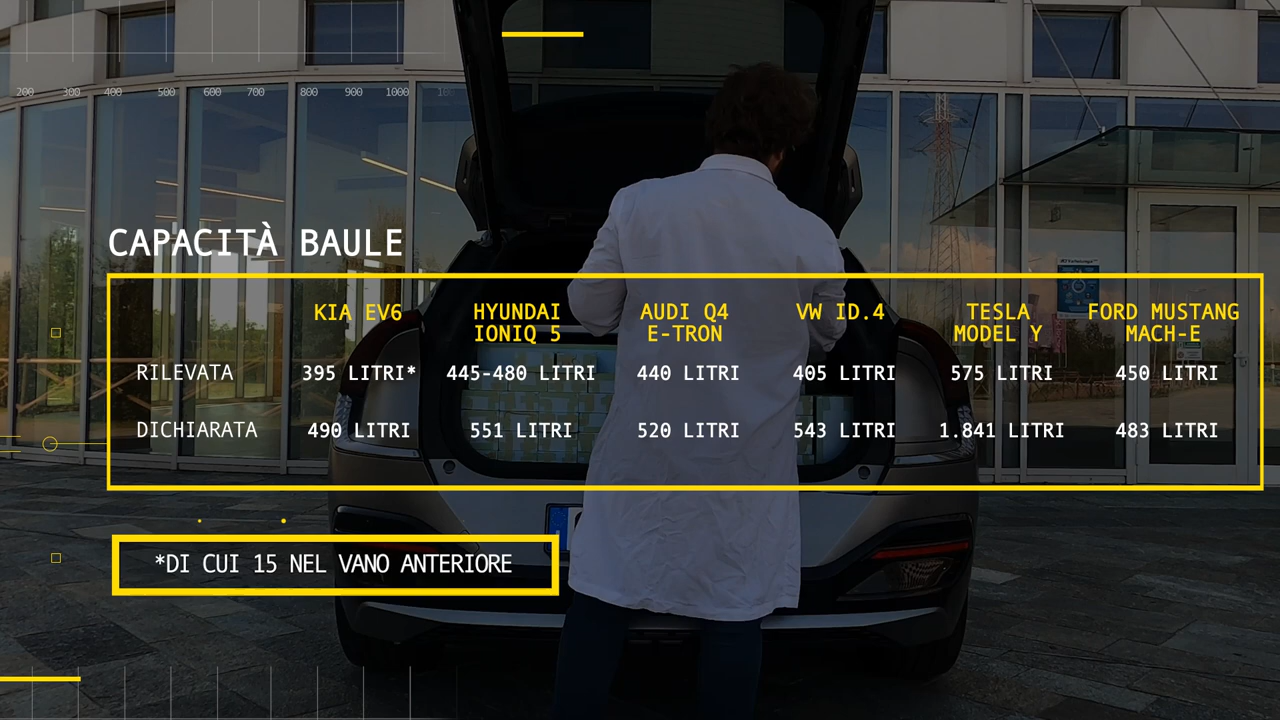 200 300 400 500 600 700 800 900 1000
CAPACITÀ BAULE
KIA EV6 HYUNDAI IONIQ 5 AUDI Q4 E-TRON VW ID.4 TESLA MODEL Y FORD MUSTANG MACH-E
RILEVATA 395 LITRI* 445-480 LITRI 440 LITRI 405 LITRI 575 LITRI 450 LITRI
DICHIARATA 490 LITRI 551 LITRI 520 LITRI 543 LITRI 1.841 LITRI 483 LITRI
*DI CUI 15 NEL VANO ANTERIORE